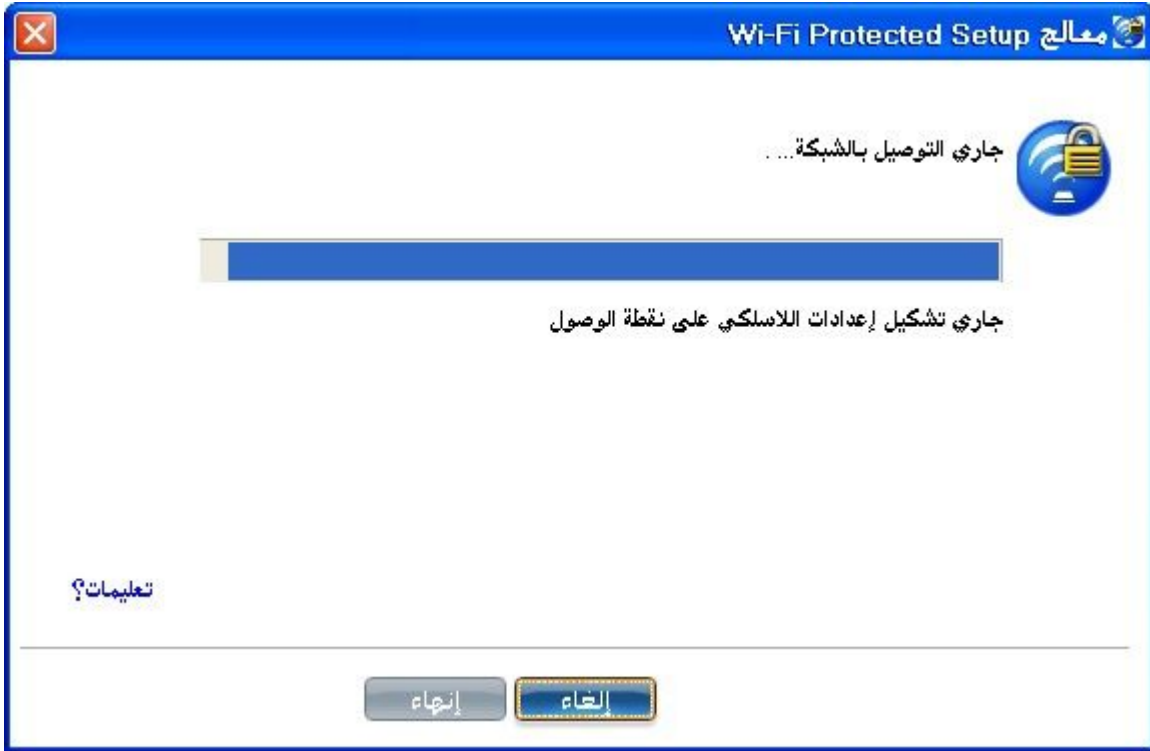 معالج Wi-Fi Protected Setup
جاري التوصيل بالشبكة... .
جاري تشكيل إعدادات اللاسلكي على نقطة الوصول
تعليمات؟
إلغاء
إنهاء